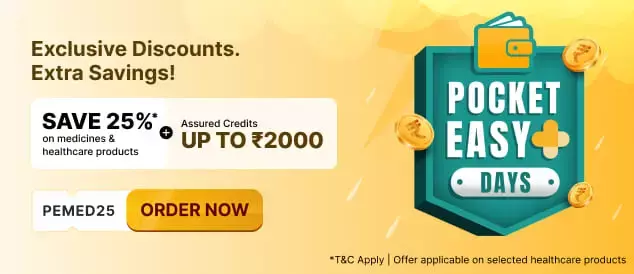 Exclusive Discounts.
Extra Savings!
SAVE 25%*
on medicines &
healthcare products
+
Assured Credits
UP TO ₹2000
PEMED25
ORDER NOW
POCKET
EASY
DAYS
*T&C Apply | Offer applicable on selected healthcare products